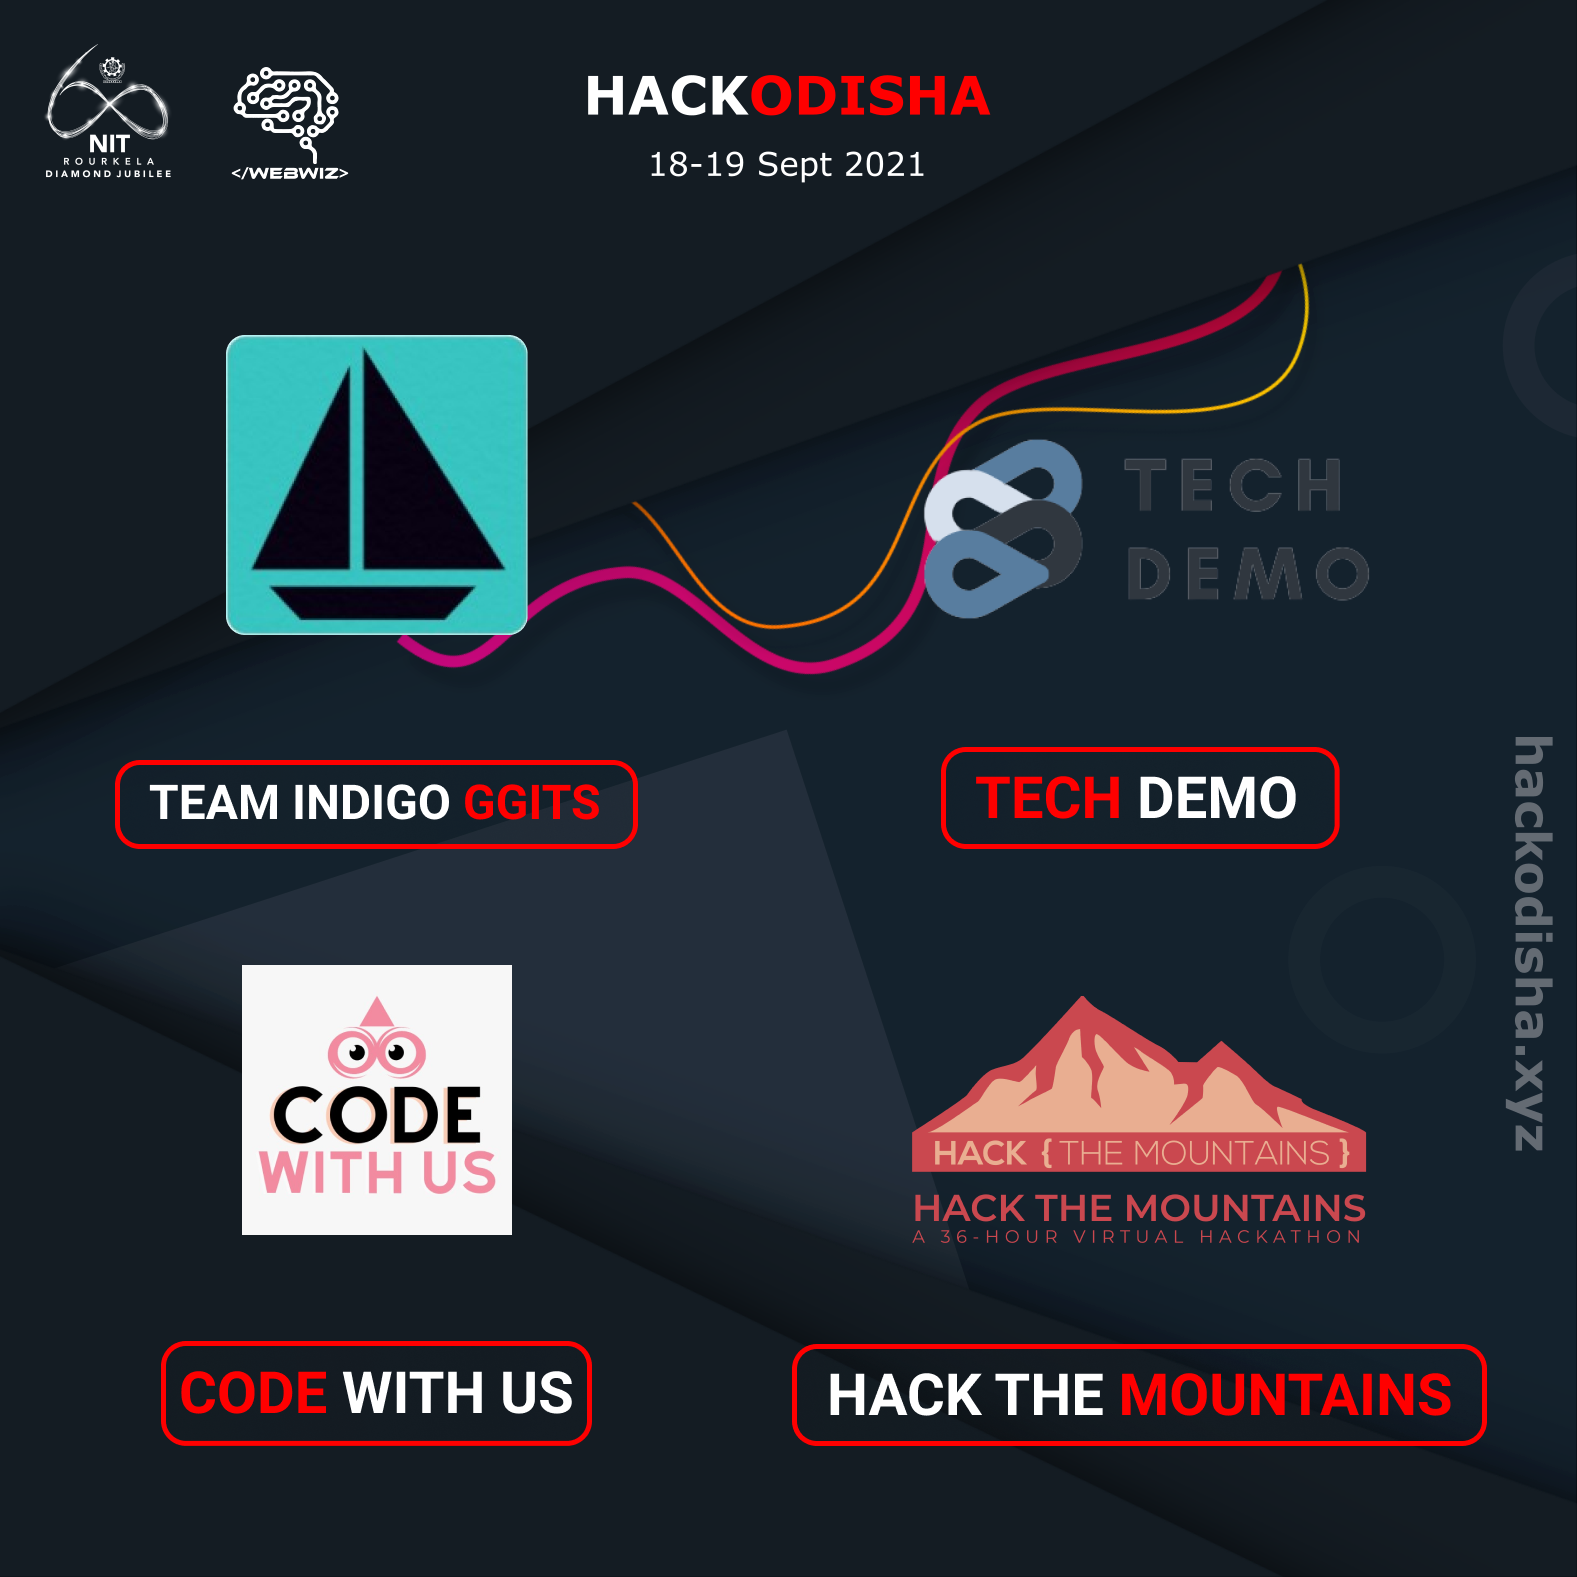 NIT
ROURKELA
DIAMOND JUBILEE
</WEBWIZ>
HACKODISHA
18-19 Sept 2021
TECH
DEMO
TEAM INDIGO GGITS
TECH DEMO
hackodisha.xyz
CODE
WITH US
HACK { THE MOUNTAINS }
HACK THE MOUNTAINS
A 36-HOUR VIRTUAL HACKATHON
CODE WITH US
HACK THE MOUNTAINS